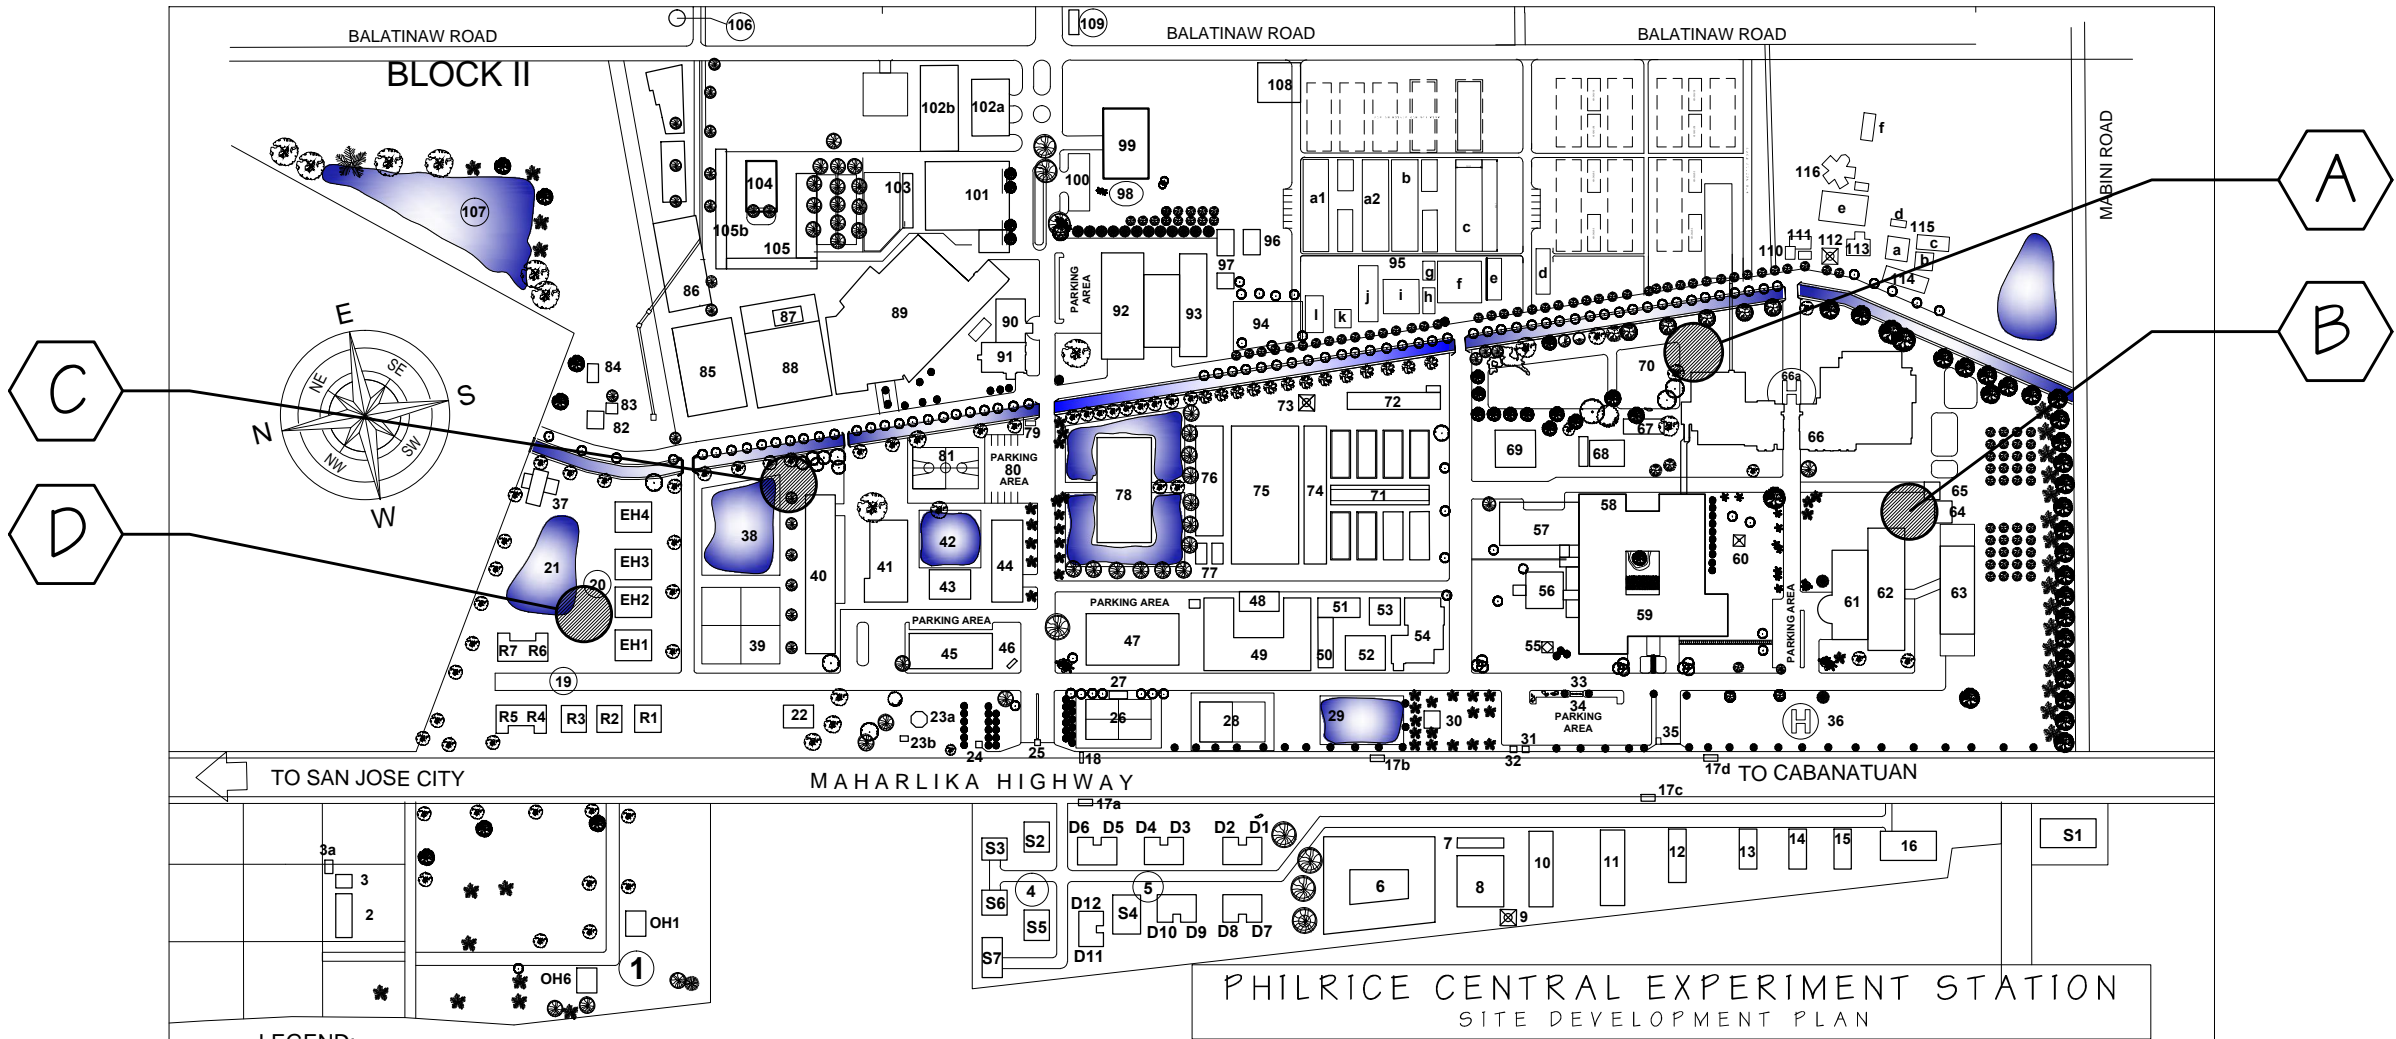 106
109
BALATINAW ROAD
BALATINAW ROAD
BALATINAW ROAD
BLOCK II
MABINI ROAD
102b
102a
108
99
f
A
116
104
103
101
100
98
a1
a2
b
c
e
d
115
107
105b
105
96
97
95
111
112
113
110
a
c
b
114
86
PARKING AREA
92
93
g
f
e
d
j
i
h
l
k
94
B
87
89
90
88
85
91
E
SE
S
SW
W
NW
N
NE
84
83
82
C
70
66a
73
72
79
67
66
69
68
81
PARKING
80
AREA
78
76
75
74
71
37
38
EH4
42
58
57
65
64
60
D
21
EH3
20
EH2
EH1
40
41
43
44
77
56
59
61
62
63
PARKING AREA
PARKING AREA
48
51
53
PARKING AREA
R7 R6
39
45
46
47
49
50
52
54
55
19
27
33
34
PARKING
AREA
R5 R4
R3
R2
R1
22
23a
23b
24
25
26
28
29
30
31
32
35
H
36
18
17b
17d
TO SAN JOSE CITY
MAHARLIKA HIGHWAY
TO CABANATUAN
17a
17c
3a
3
2
S3
S2
D6 D5
D4 D3
D2 D1
7
10
11
12
13
14
15
16
S1
4
5
6
8
S6
S5
D12
S4
D10 D9
D8 D7
9
OH1
D11
S7
1
OH6
PHILRICE CENTRAL EXPERIMENT STATION
SITE DEVELOPMENT PLAN
LEGEND: